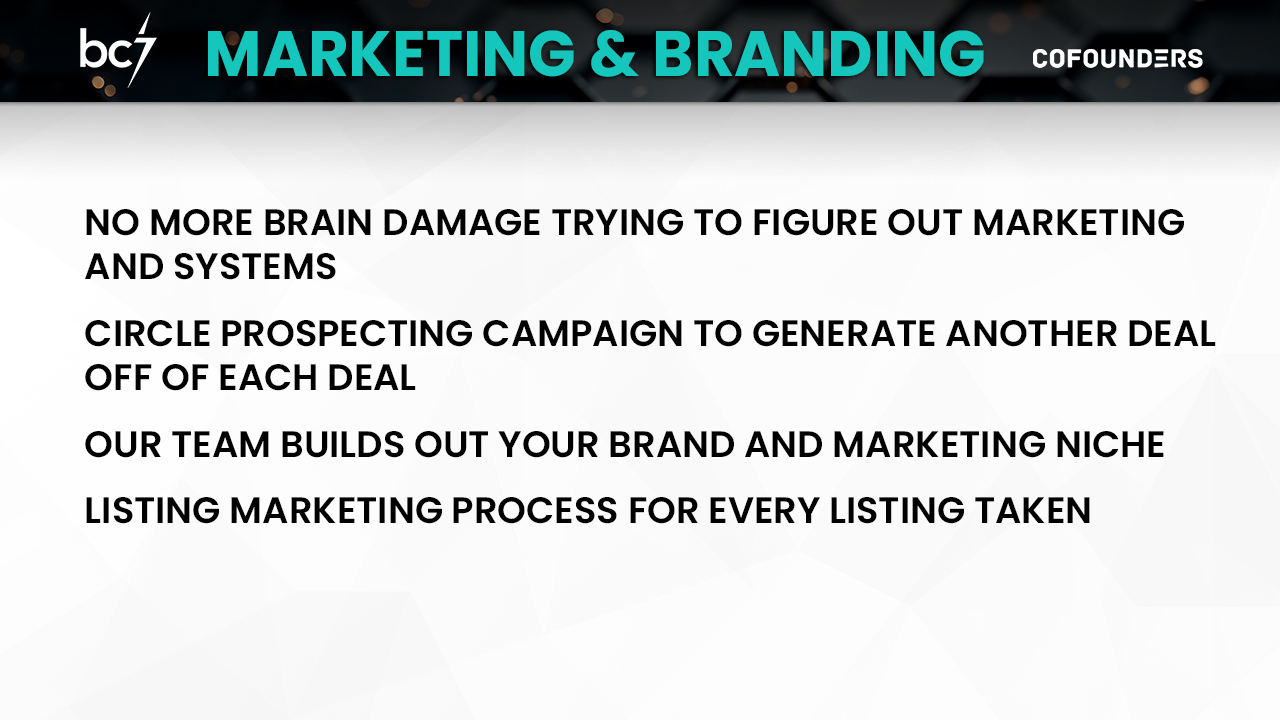 bc7
MARKETING & BRANDING
COFOUNDERS
NO MORE BRAIN DAMAGE TRYING TO FIGURE OUT MARKETING
AND SYSTEMS
CIRCLE PROSPECTING CAMPAIGN TO GENERATE ANOTHER DEAL
OFF OF EACH DEAL
OUR TEAM BUILDS OUT YOUR BRAND AND MARKETING NICHE
LISTING MARKETING PROCESS FOR EVERY LISTING TAKEN